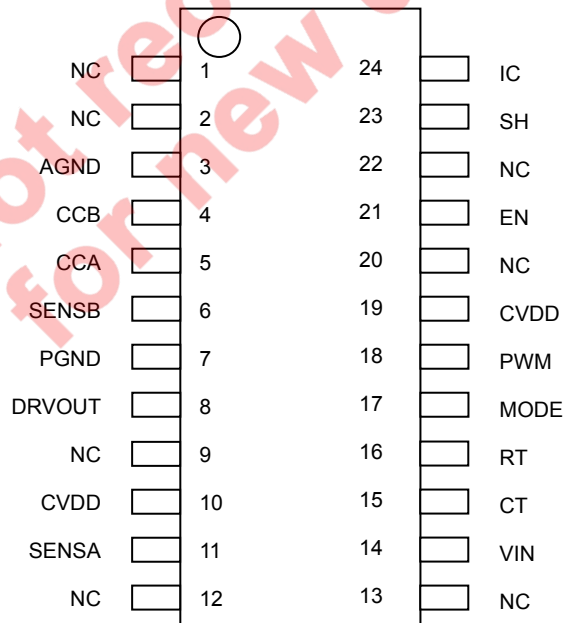 NC 1 24 IC
NC 2 23 SH
AGND 3 22 NC
CCB 4 21 EN
CCA 5 20 NC
SENSB 6 19 CVDD
PGND 7 18 PWM
DRVOUT 8 17 MODE
NC 9 16 RT
CVDD 10 15 CT
SENSA 11 14 VIN
NC 12 13 NC
for new